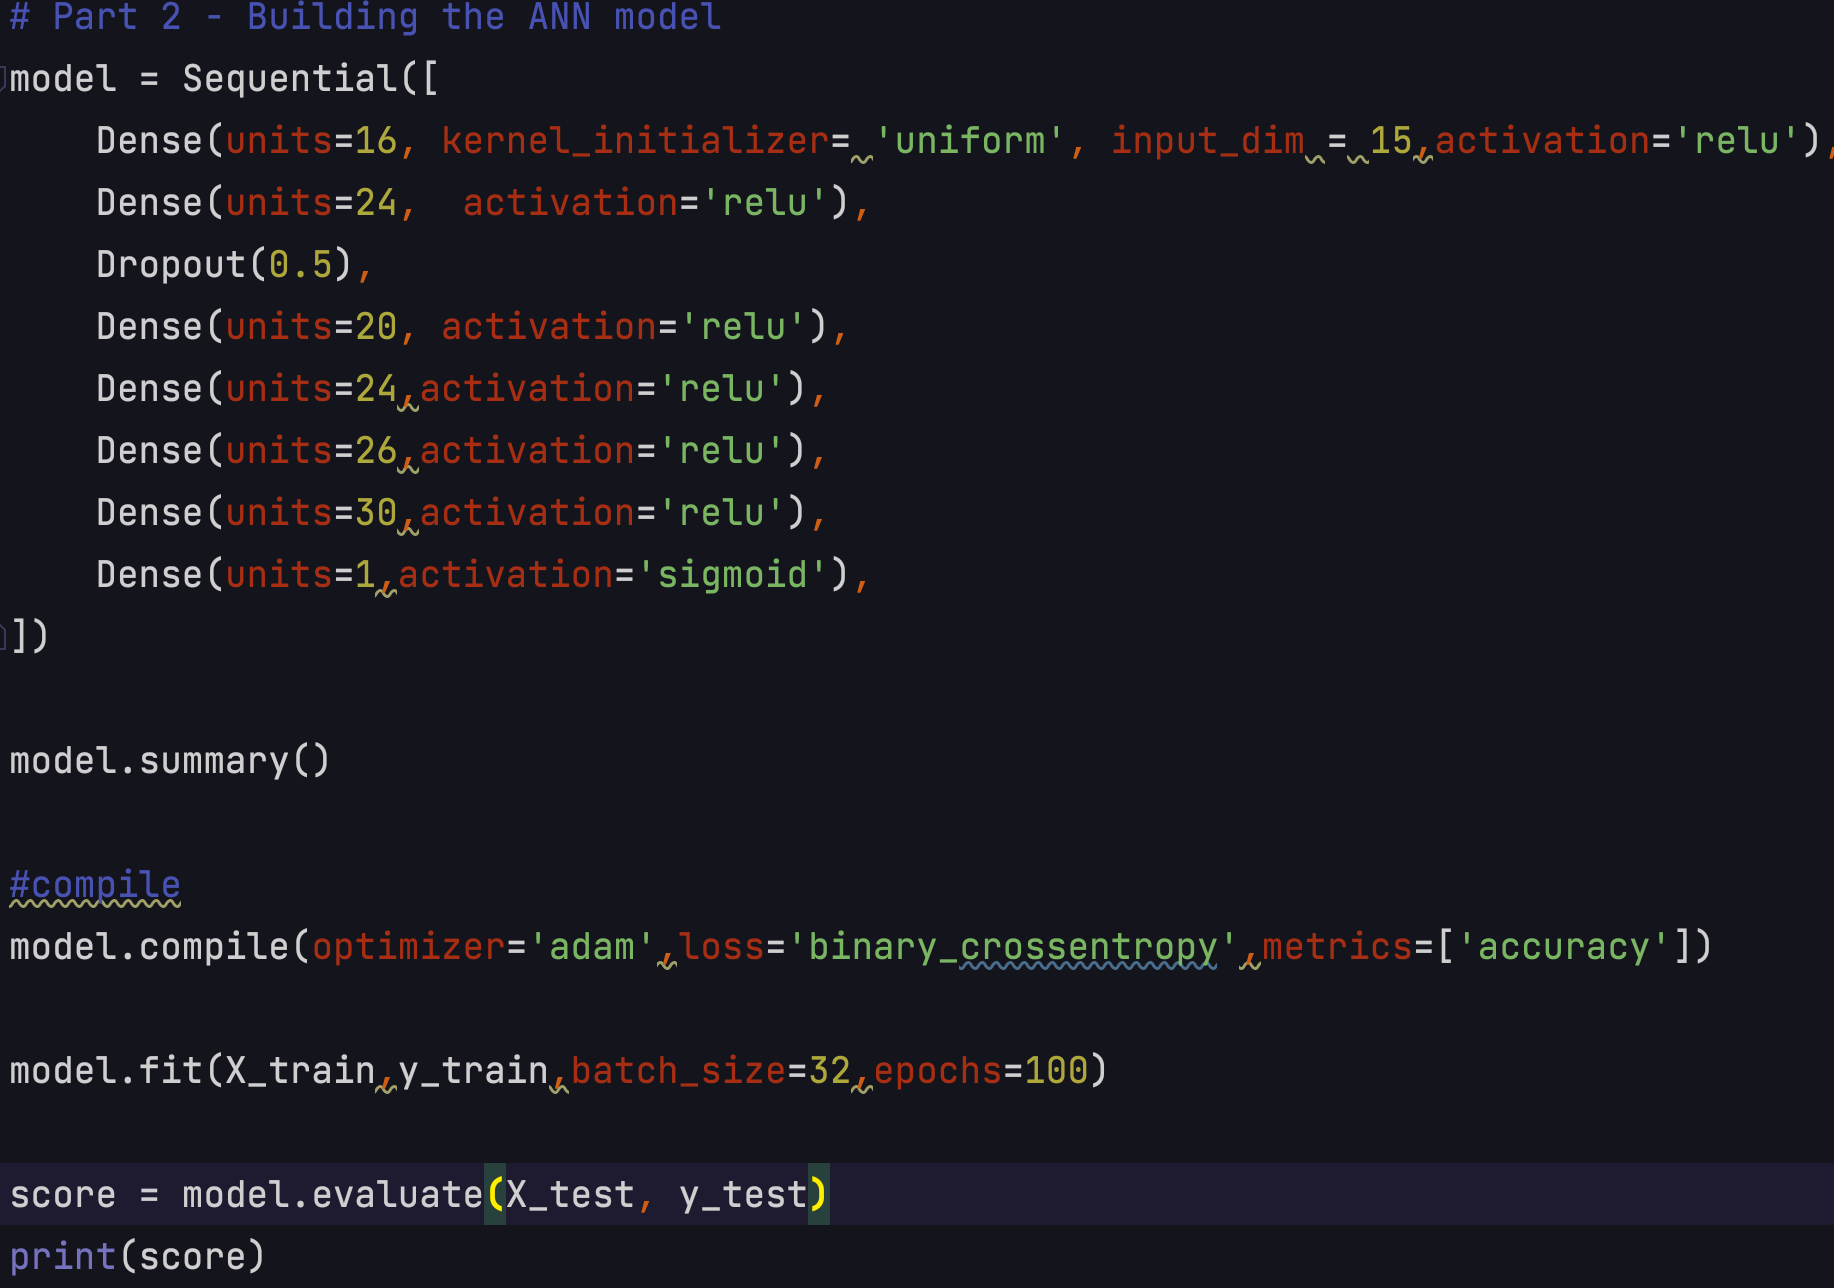 # Part 2 - Building the ANN model
model = Sequential([
    Dense(units=16, kernel_initializer= 'uniform', input_dim = 15,activation='relu'),
    Dense(units=24,  activation='relu'),
    Dropout(0.5),
    Dense(units=20, activation='relu'),
    Dense(units=24,activation='relu'),
    Dense(units=26,activation='relu'),
    Dense(units=30,activation='relu'),
    Dense(units=1,activation='sigmoid'),
])
model.summary()
#compile
model.compile(optimizer='adam',loss='binary_crossentropy',metrics=['accuracy'])
model.fit(X_train,y_train,batch_size=32,epochs=100)
score = model.evaluate(X_test, y_test)
print(score)